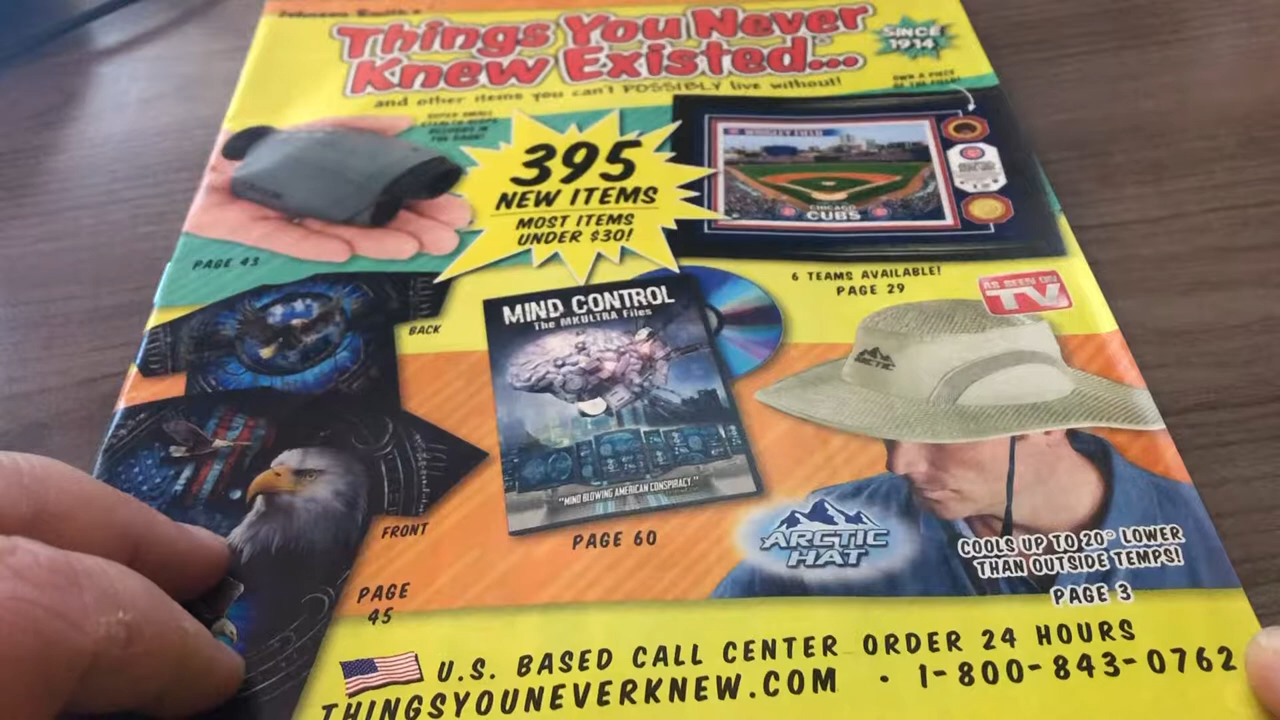 Johnson Smith's
Things You Never
Knew Existed...
and other items you can't POSSIBLY live without!
SINCE
1914
OWN A PIECE
OF THE FIELD!
395
NEW ITEMS
MOST ITEMS
UNDER $30!
WRIGLEY FIELD
CHICAGO
CUBS
PAGE 43
6 TEAMS AVAILABLE!
PAGE 29
BACK
MIND CONTROL
The MKULTRA Files
"MIND BLOWING AMERICAN CONSPIRACY."
PAGE 60
AS SEEN ON
TV
ARCTIC
FRONT
PAGE
45
ARCTIC
HAT
COOLS UP TO 20° LOWER
THAN OUTSIDE TEMPS!
PAGE 3
U.S. BASED CALL CENTER ORDER 24 HOURS
THINGSYOUNEVERKNEW.COM • 1-800-843-0762